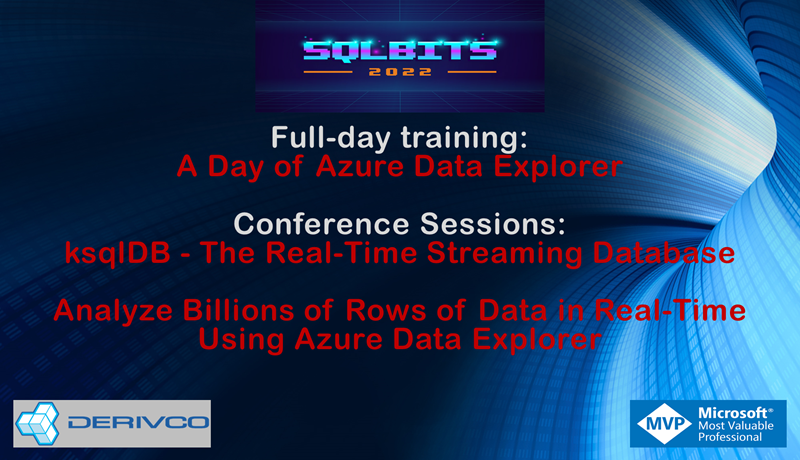 SQLBITS
2022
Full-day training:
A Day of Azure Data Explorer
Conference Sessions:
ksqlDB - The Real-Time Streaming Database
Analyze Billions of Rows of Data in Real-Time
Using Azure Data Explorer
DERIVCO
MVP
Microsoft®
Most Valuable
Professional